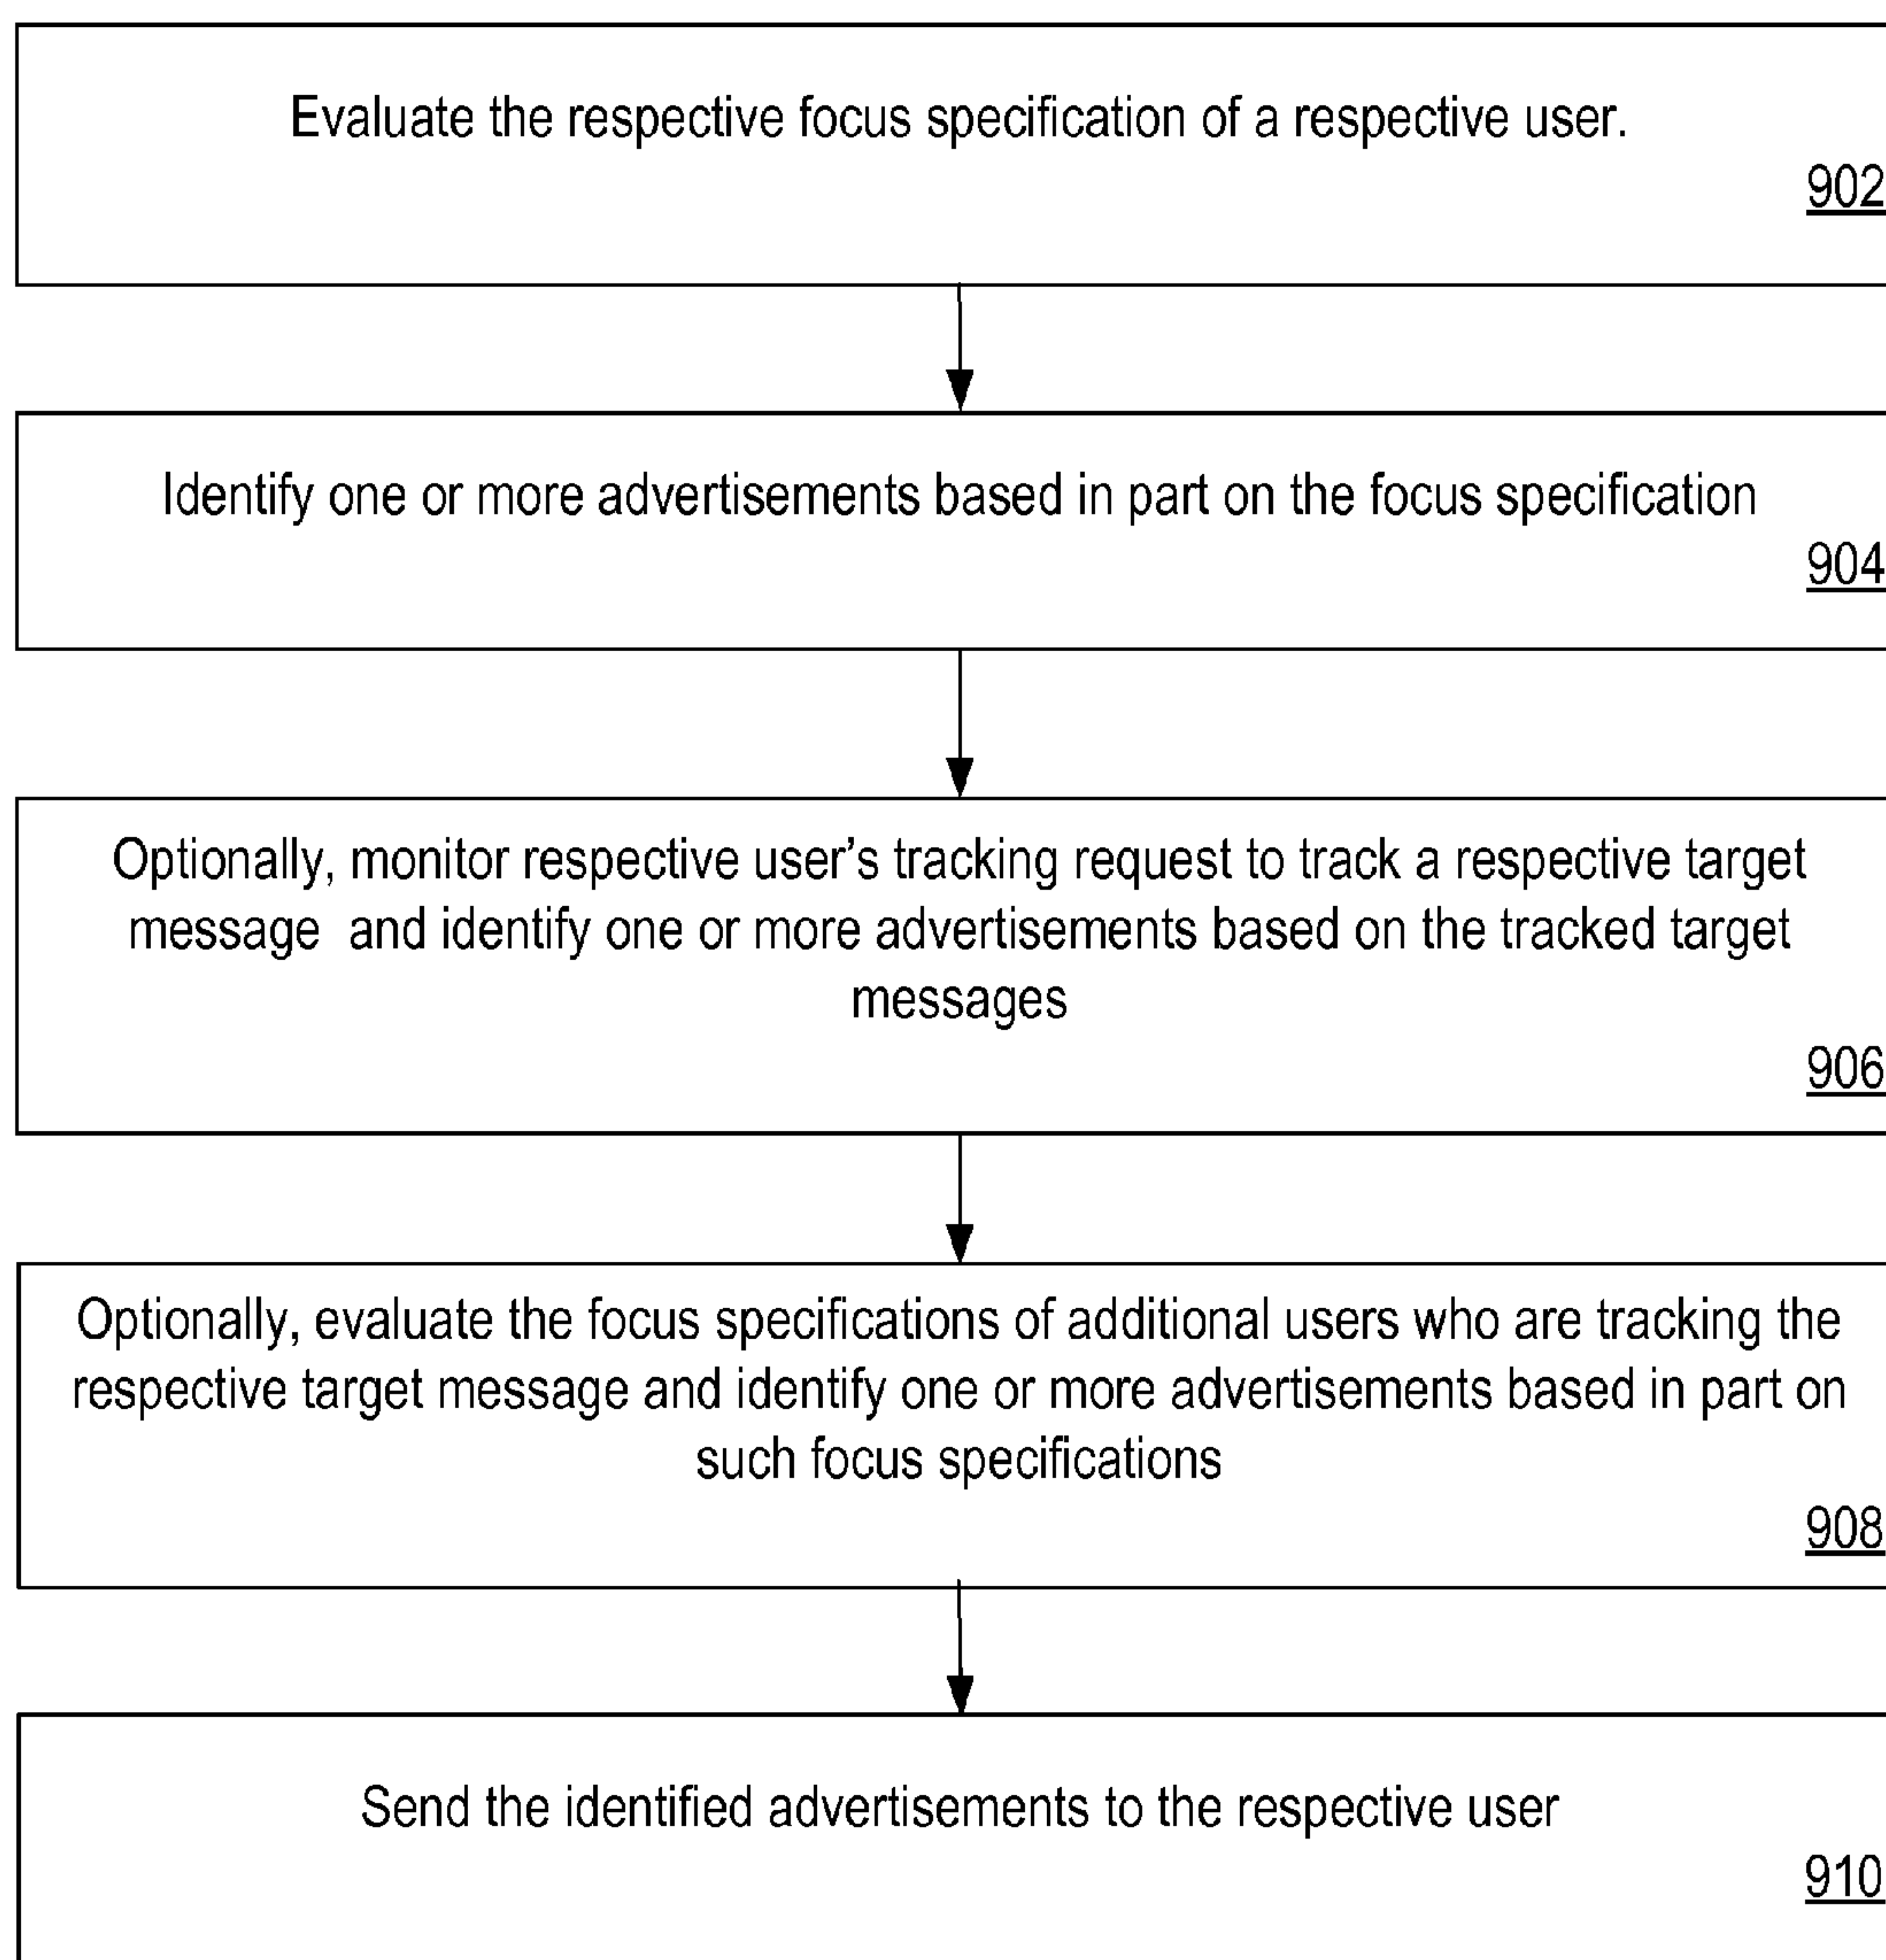 Evaluate the respective focus specification of a respective user.
902
Identify one or more advertisements based in part on the focus specification
904
Optionally, monitor respective user's tracking request to track a respective target
message and identify one or more advertisements based on the tracked target
messages
906
Optionally, evaluate the focus specifications of additional users who are tracking the
respective target message and identify one or more advertisements based in part on
such focus specifications
908
Send the identified advertisements to the respective user
910